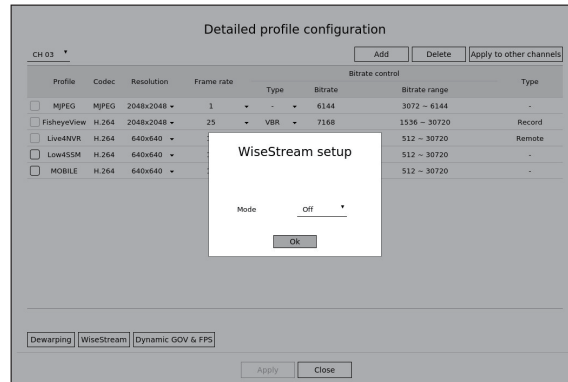 Detailed profile configuration
CH 03
Add Delete Apply to other channels
Profile Codec Resolution Frame rate Bitrate control Type
Type Bitrate Bitrate range
MJPEG MJPEG 2048x2048 1 - 6144 3072 ~ 6144 -
FisheyeView H.264 2048x2048 25 VBR 7168 1536 ~ 30720 Record
Live4NVR H.264 640x640 512 ~ 30720 Remote
Low4SSM H.264 640x640 512 ~ 30720 -
MOBILE H.264 640x640 512 ~ 30720 -
WiseStream setup
Mode Off
Ok
Dewarping WiseStream Dynamic GOV & FPS
Apply Close